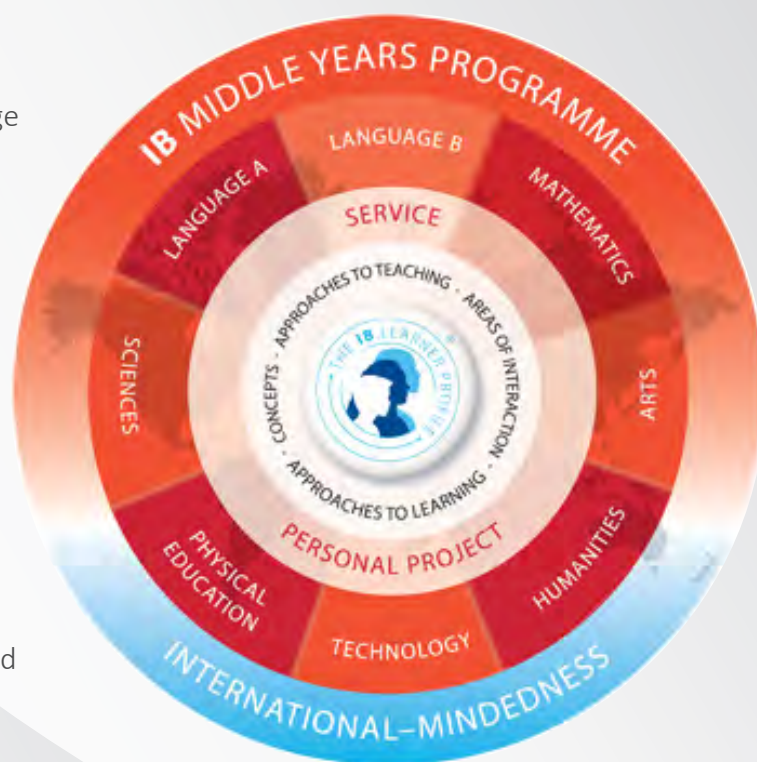 ge
d
IB MIDDLE YEARS PROGRAMME
LANGUAGE A
LANGUAGE B
MATHEMATICS
SCIENCES
ARTS
PHYSICAL
EDUCATION
TECHNOLOGY
HUMANITIES
SERVICE
PERSONAL PROJECT
CONCEPTS · APPROACHES TO TEACHING · AREAS OF INTERACTION · APPROACHES TO LEARNING ·
THE IB LEARNER PROFILE
®
INTERNATIONAL–MINDEDNESS